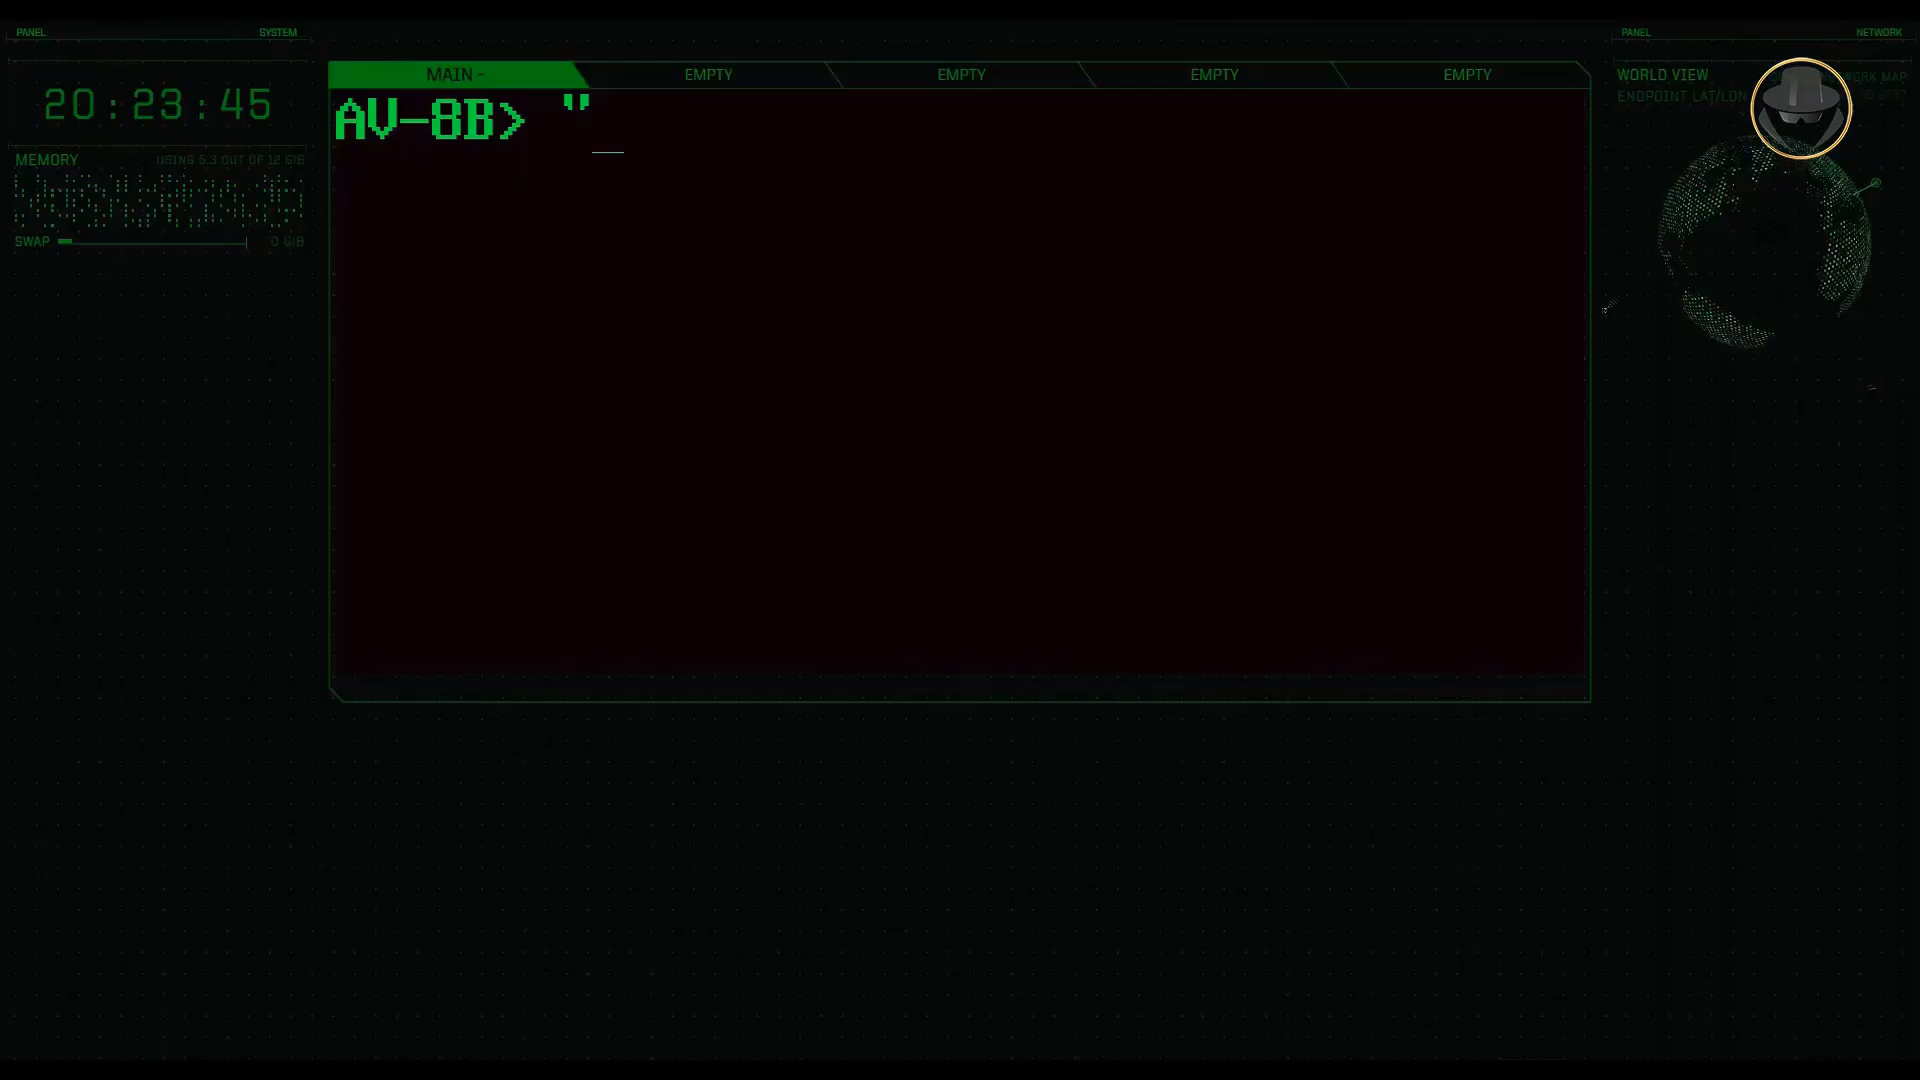 PANEL SYSTEM
20:23:45
MEMORY USING 5.3 OUT OF 12 GIB
SWAP 0 GIB
MAIN - EMPTY EMPTY EMPTY EMPTY
AV-8B> "
PANEL NETWORK
WORLD VIEW
ENDPOINT LAT/LON